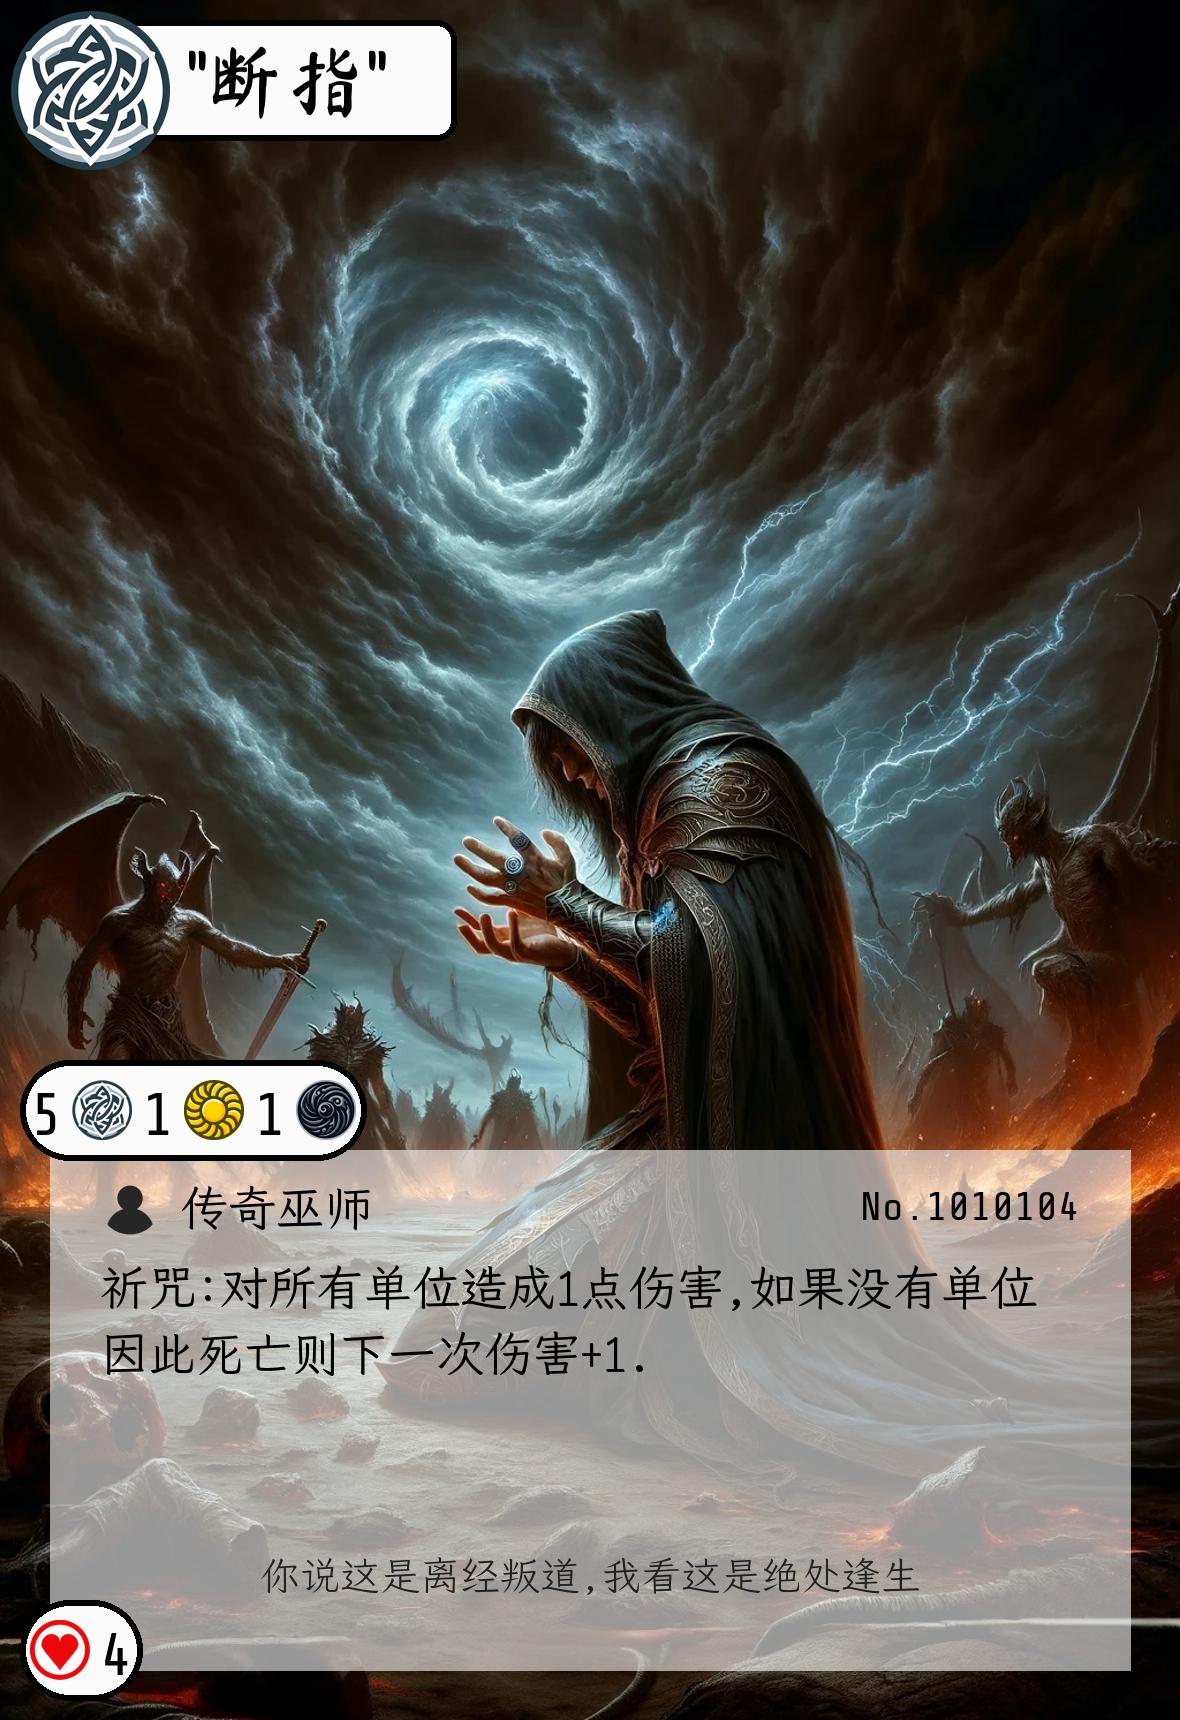 "断指"
5 1 1
传奇巫师 No.1010104
祈咒:对所有单位造成1点伤害,如果没有单位
因此死亡则下一次伤害+1.
你说这是离经叛道,我看这是绝处逢生
4